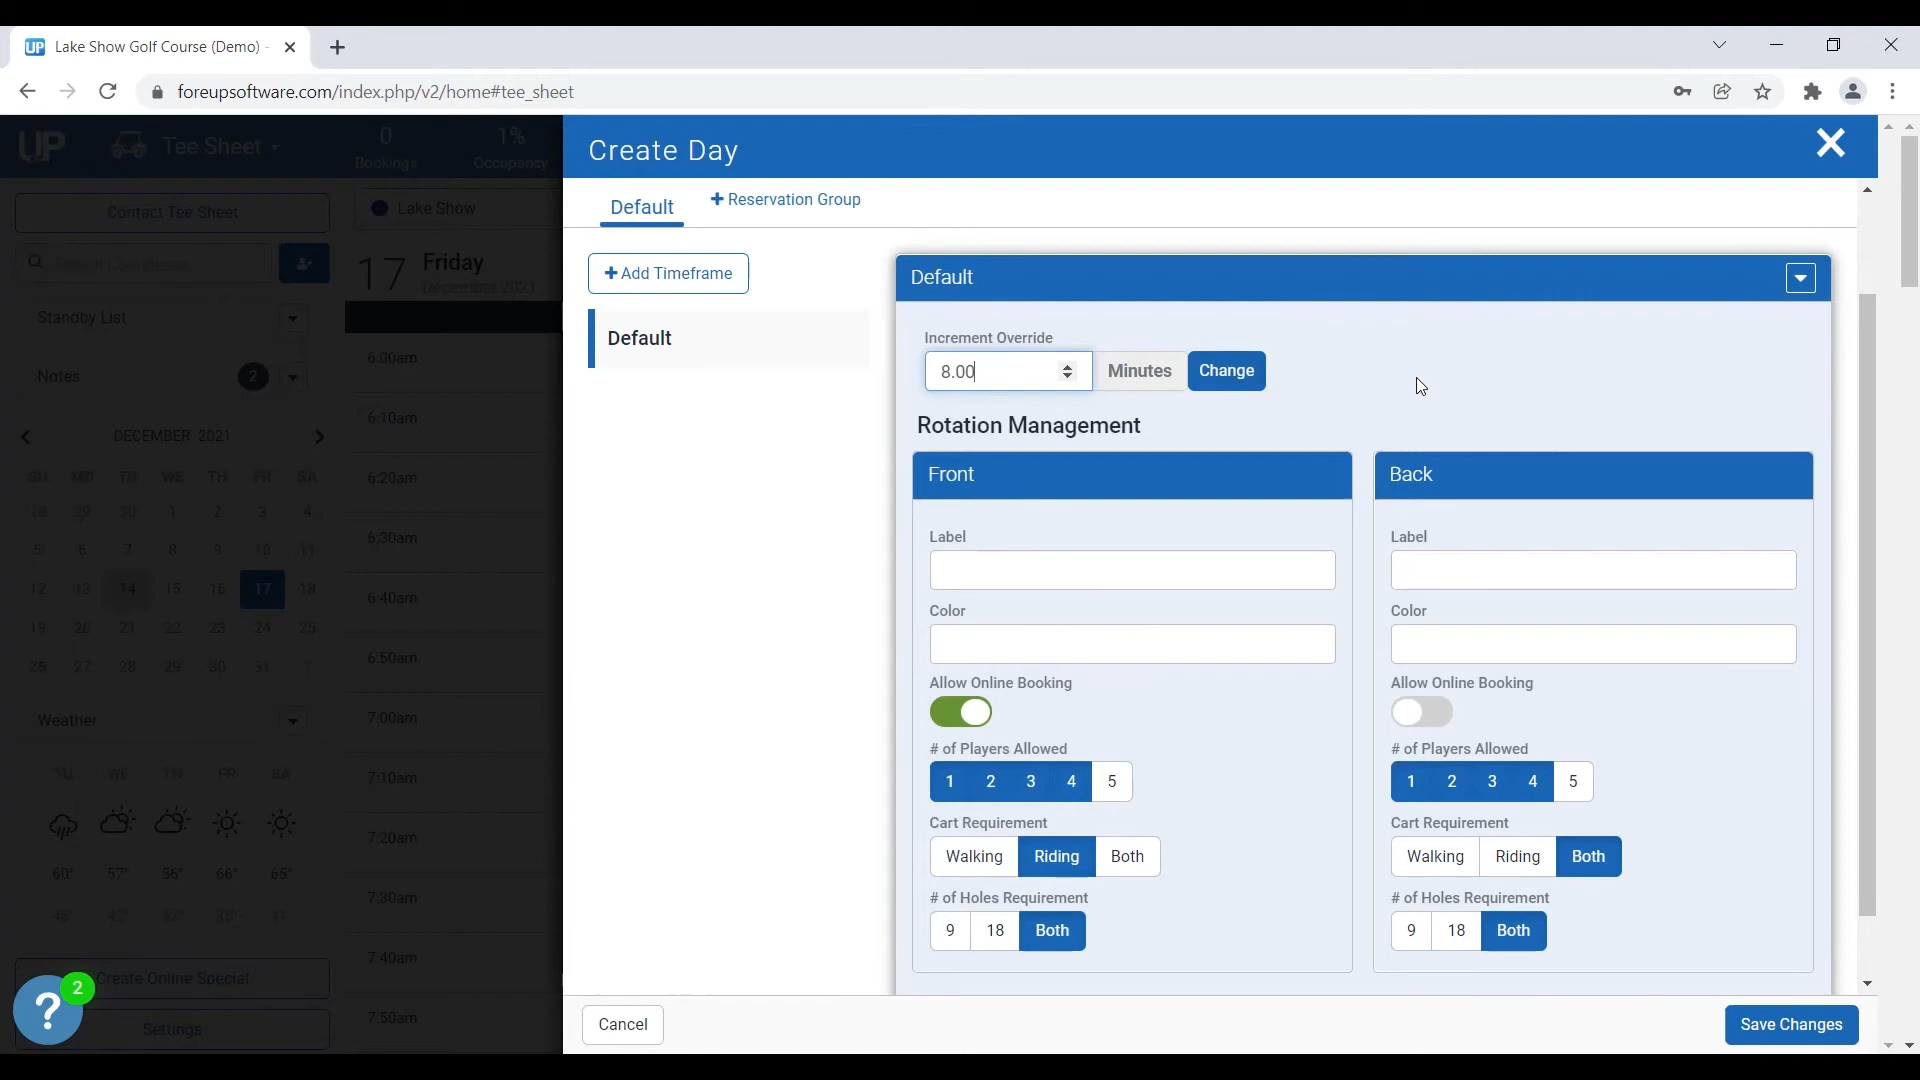 UP Lake Show Golf Course (Demo) -
foreupsoftware.com/index.php/v2/home#tee_sheet
UP Tee Sheet
0
Bookings
1%
Occupancy
Contact Tee Sheet
Standby List
Notes 2
DECEMBER 2021
SU MO TU WE TH FR SA
28 29 30 1 2 3 4
5 6 7 8 9 10 11
12 13 14 15 16 17 18
19 20 21 22 23 24 25
26 27 28 29 30 31 1
Weather
TU WE TH FR SA
60° 57° 56° 66° 65°
Create Online Special
Settings
? 2
Lake Show
17 Friday
December 2021
6:00am
6:10am
6:20am
6:30am
6:40am
6:50am
7:00am
7:10am
7:20am
7:30am
7:40am
7:50am
Create Day
Default + Reservation Group
+ Add Timeframe
Default
Default
Increment Override
8.00 Minutes Change
Rotation Management
Front
Label
Color
Allow Online Booking
# of Players Allowed
1 2 3 4 5
Cart Requirement
Walking Riding Both
# of Holes Requirement
9 18 Both
Back
Label
Color
Allow Online Booking
# of Players Allowed
1 2 3 4 5
Cart Requirement
Walking Riding Both
# of Holes Requirement
9 18 Both
Cancel
Save Changes